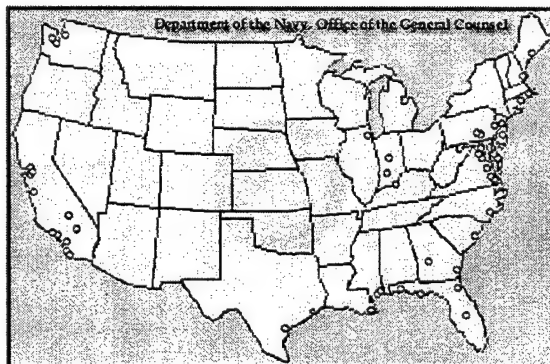 Department of the Navy, Office of the General Counsel